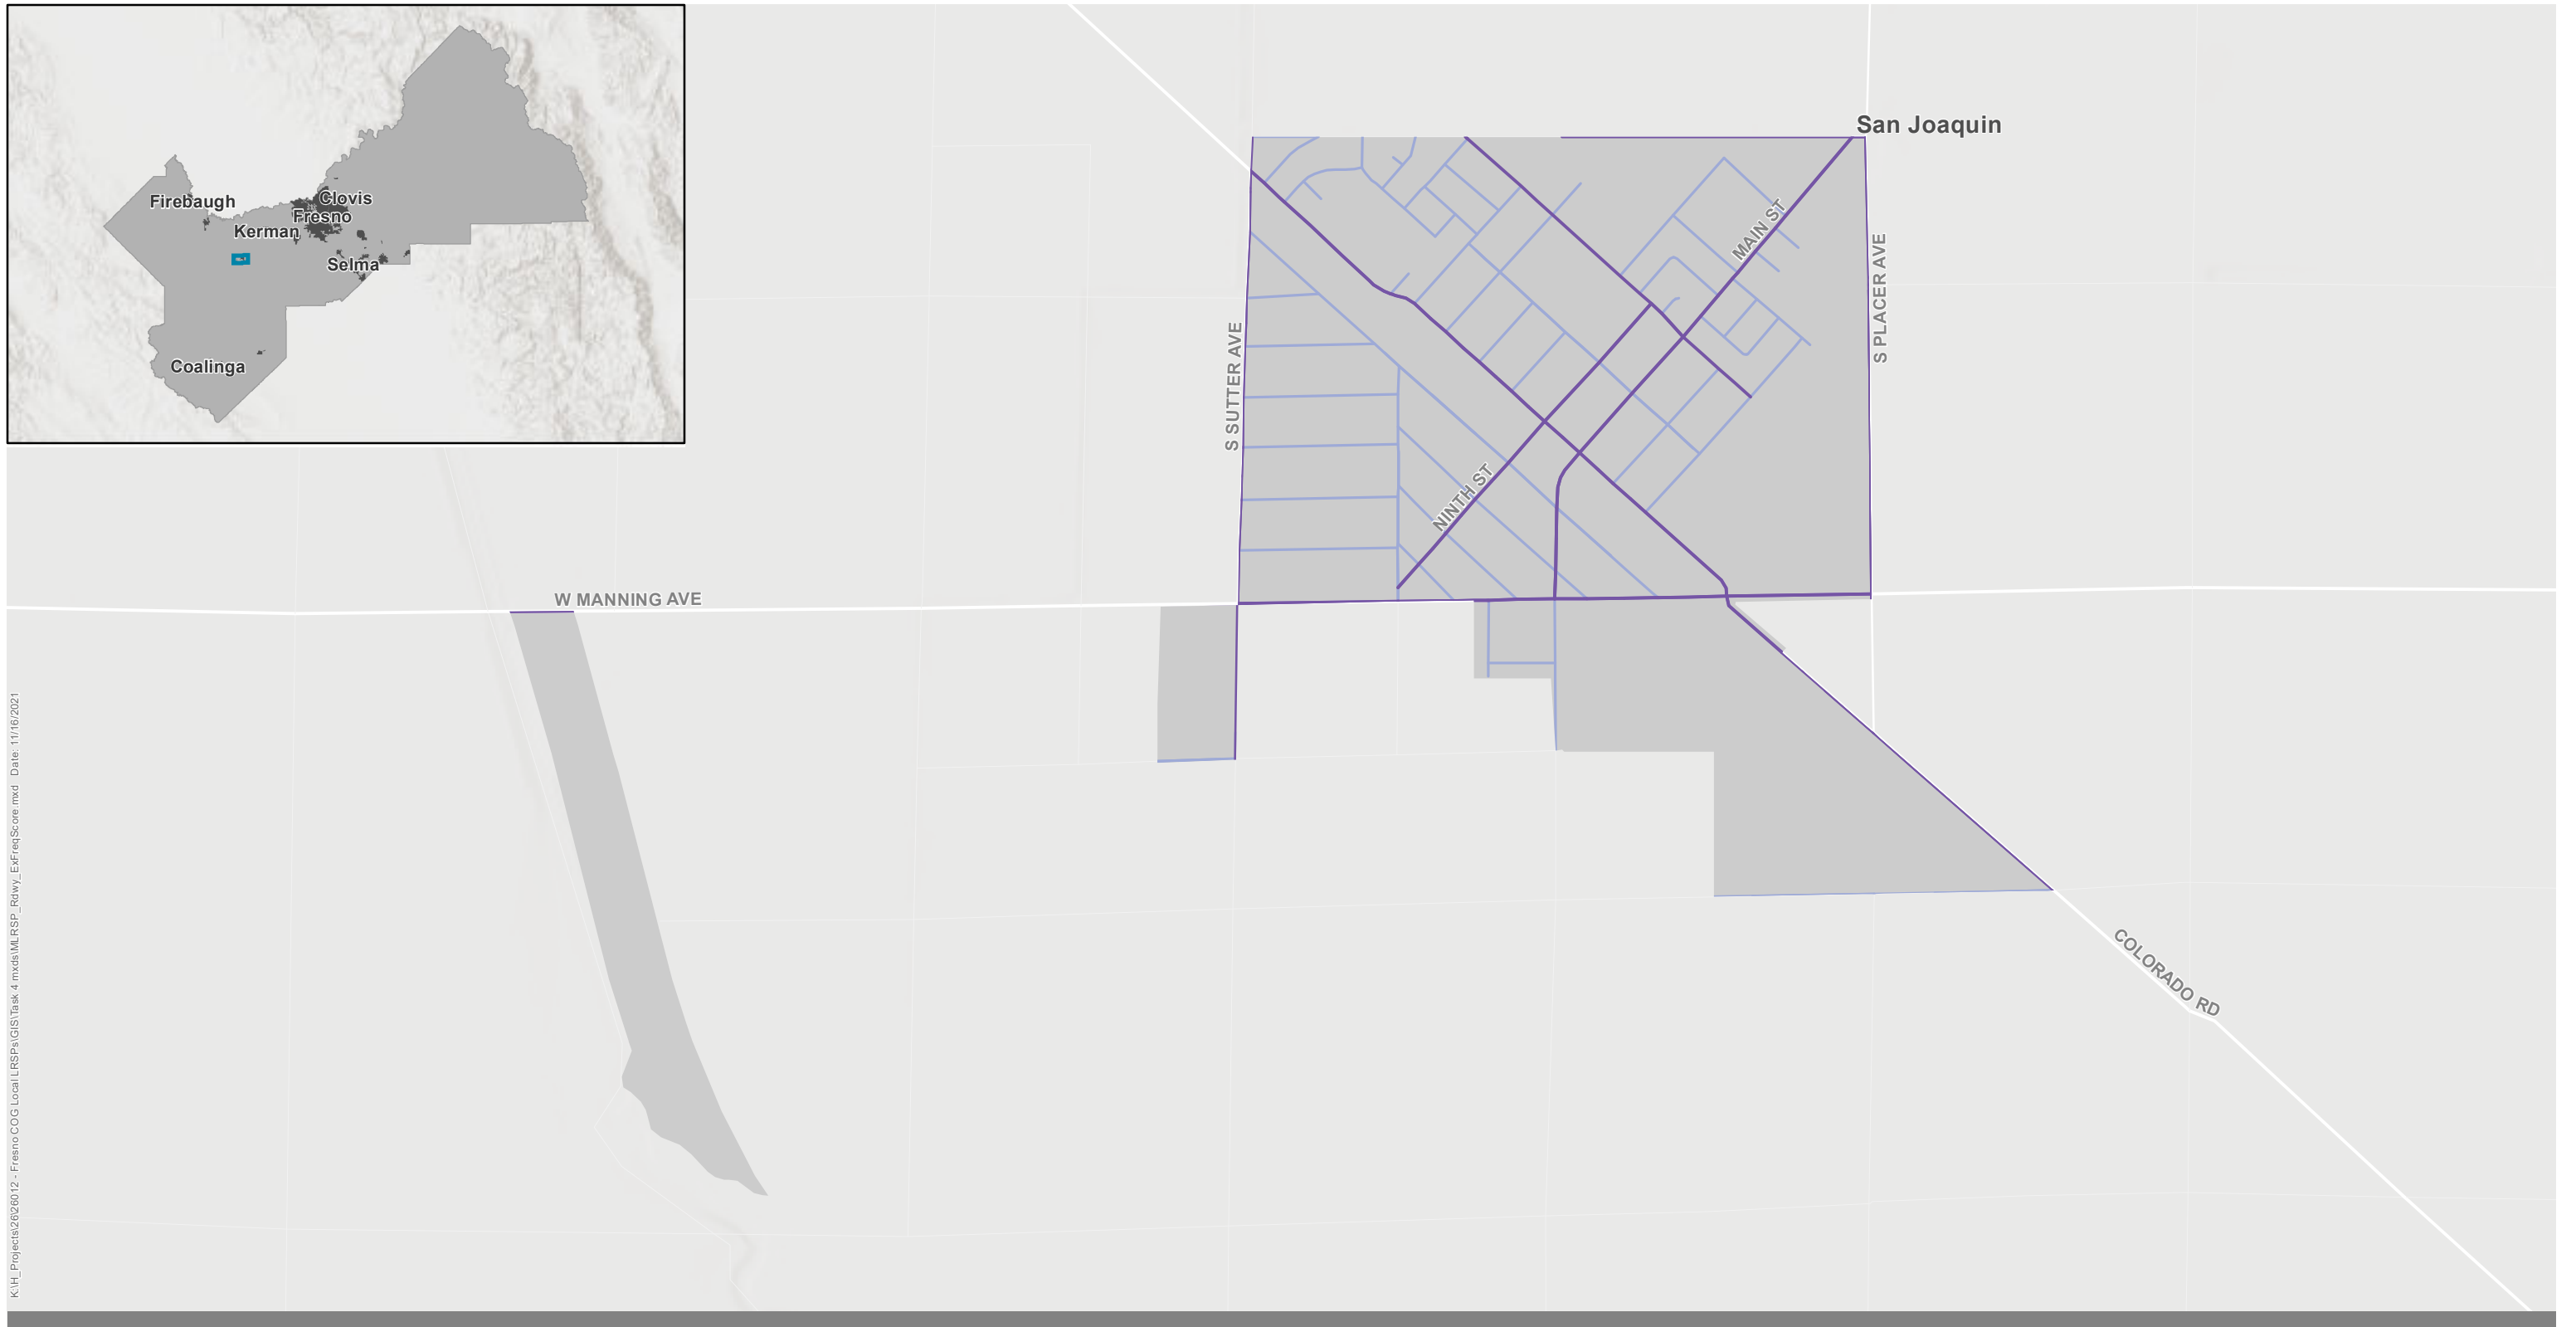 Firebaugh
Clovis
Fresno
Kerman
Selma
Coalinga
San Joaquin
MAIN ST
S PLACER AVE
S SUTTER AVE
NINTH ST
W MANNING AVE
COLORADO RD
K:\H_Projects\26\26012 - Fresno COG Local LRSPs\GIS\Task 4 mxds\MLRSP_Rdwy_ExFreqScore.mxd Date: 11/16/2021